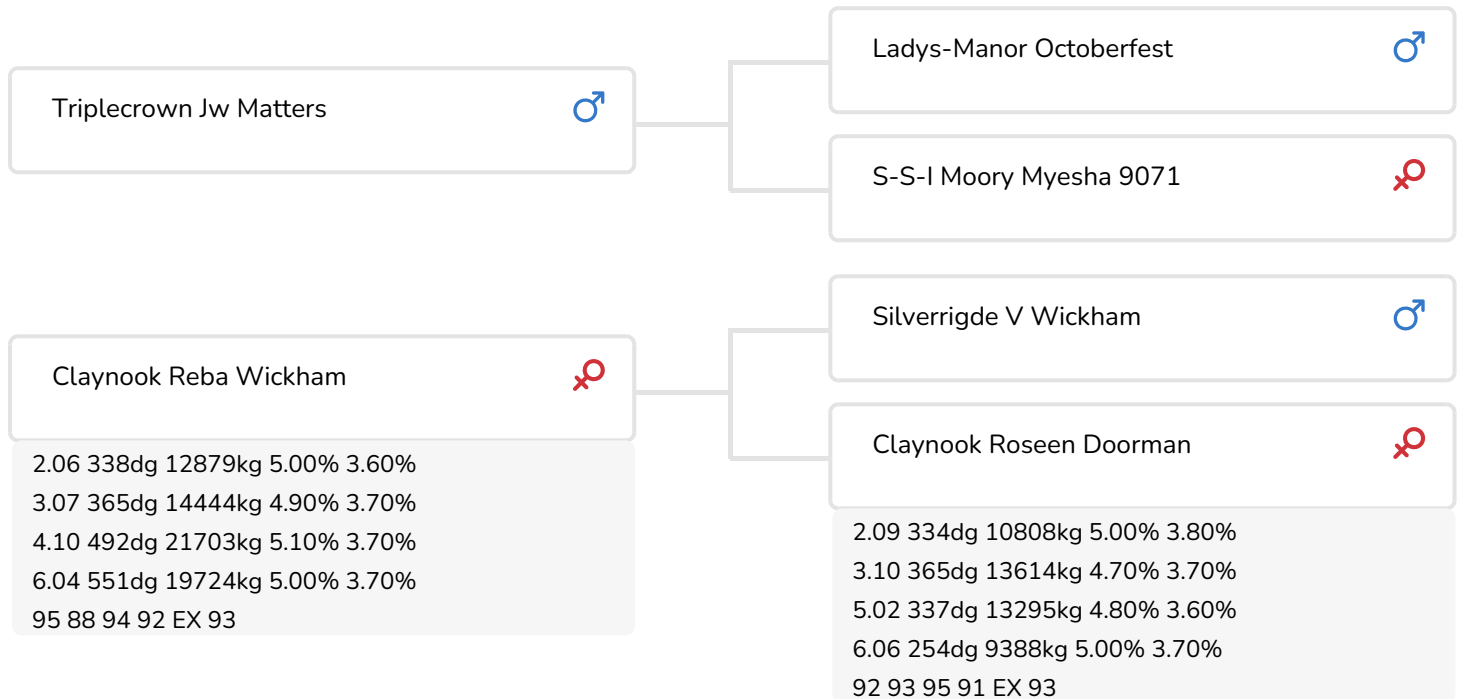 Triplecrown Jw Matters
Ladys-Manor Octoberfest
S-S-I Moory Myesha 9071
Claynook Reba Wickham
2.06 338dg 12879kg 5.00% 3.60%
3.07 365dg 14444kg 4.90% 3.70%
4.10 492dg 21703kg 5.10% 3.70%
6.04 551dg 19724kg 5.00% 3.70%
95 88 94 92 EX 93
Silverrigde V Wickham
Claynook Roseen Doorman
2.09 334dg 10808kg 5.00% 3.80%
3.10 365dg 13614kg 4.70% 3.70%
5.02 337dg 13295kg 4.80% 3.60%
6.06 254dg 9388kg 5.00% 3.70%
92 93 95 91 EX 93